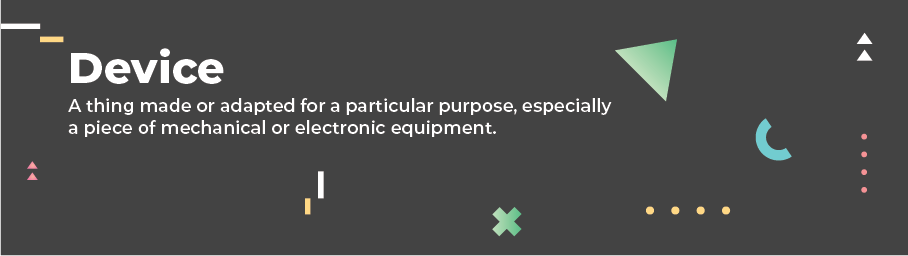 Device
A thing made or adapted for a particular purpose, especially
a piece of mechanical or electronic equipment.